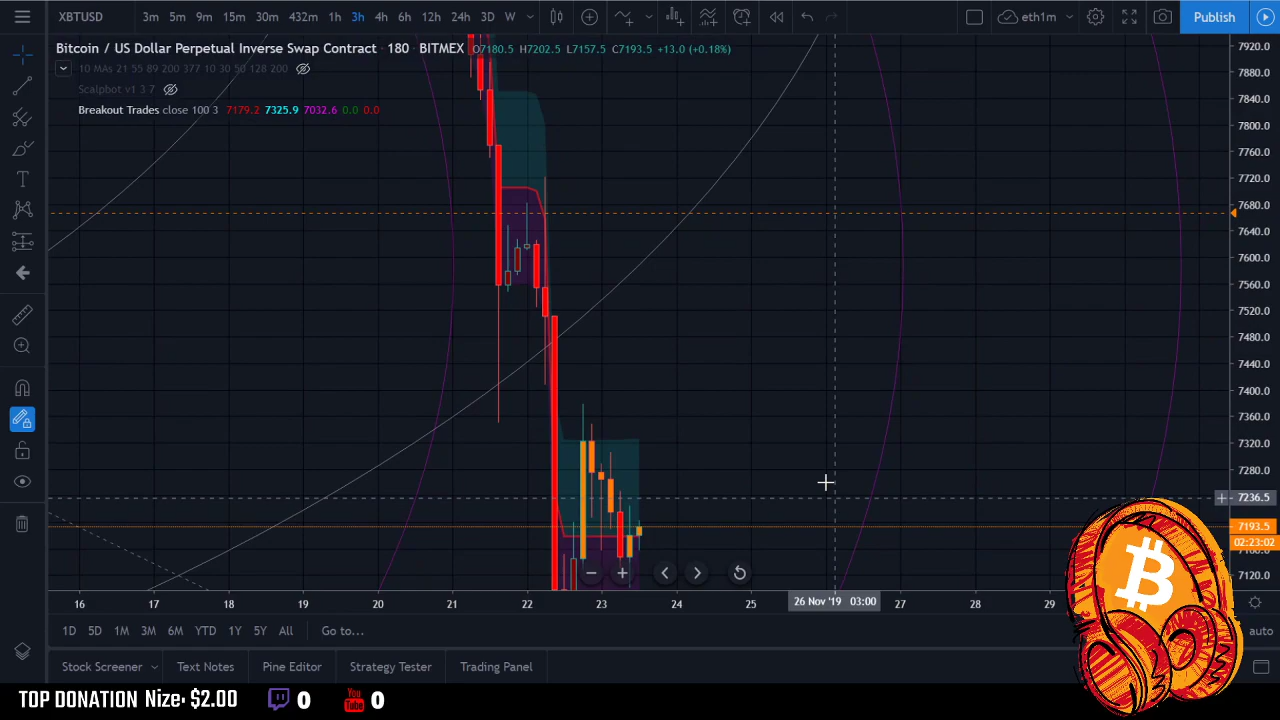 XBTUSD 3m 5m 9m 15m 30m 432m 1h 3h 4h 6h 12h 24h 3D W eth1m Publish
Bitcoin / US Dollar Perpetual Inverse Swap Contract · 180 · BITMEX O7180.5 H7202.5 L7157.5 C7193.5 +13.0 (+0.18%)
10 MAs 21 55 89 200 377 10 30 50 128 200
Scalpbot v1 3 7
Breakout Trades close 100 3 7179.2 7325.9 7032.6 0.0 0.0
7920.0
7880.0
7840.0
7800.0
7760.0
7720.0
7680.0
7640.0
7600.0
7560.0
7520.0
7480.0
7440.0
7400.0
7360.0
7320.0
7280.0
7236.5
7193.5
02:23:02
7120.0
16 17 18 19 20 21 22 23 24 25 26 Nov '19 03:00 27 28 29
1D 5D 1M 3M 6M YTD 1Y 5Y All Go to... auto
Stock Screener Text Notes Pine Editor Strategy Tester Trading Panel
TOP DONATION Nize: $2.00 0 You Tube 0